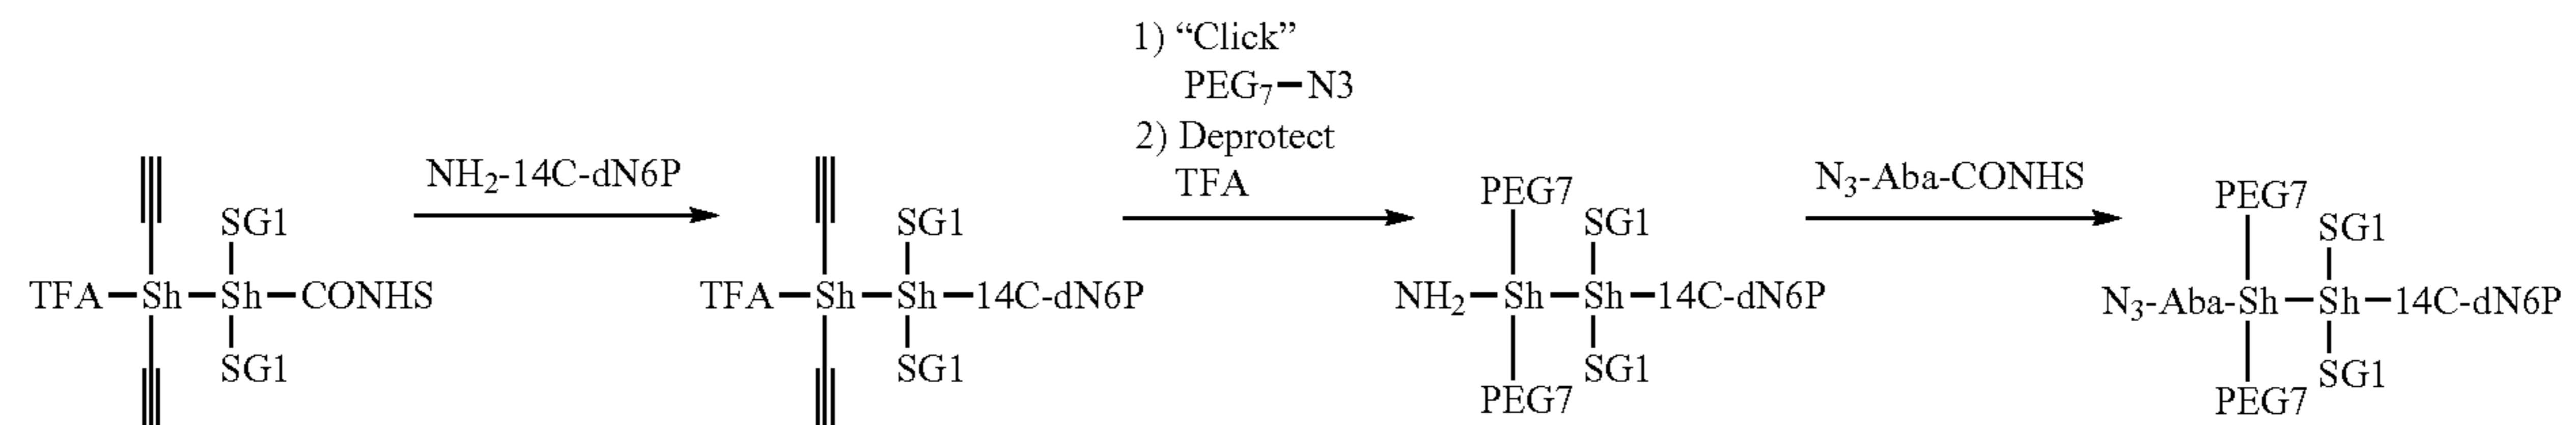 SG1
TFA—Sh—Sh—CONHS
SG1
NH₂-14C-dN6P
SG1
TFA—Sh—Sh—14C-dN6P
SG1
1) “Click”
PEG₇—N3
2) Deprotect
TFA
PEG7
SG1
NH₂—Sh—Sh—14C-dN6P
SG1
PEG7
N₃-Aba-CONHS
PEG7
SG1
N₃-Aba-Sh—Sh—14C-dN6P
SG1
PEG7